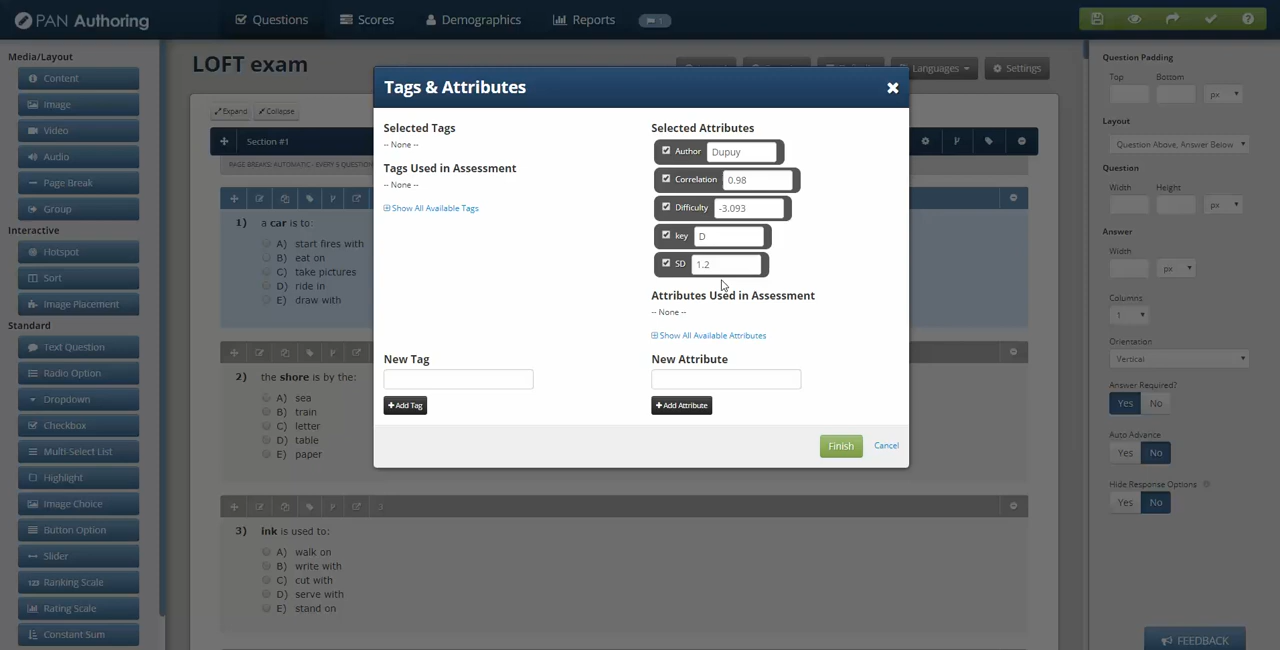 PAN Authoring
Questions
Scores
Demographics
Reports
1
Media/Layout
Content
Image
Video
Audio
Page Break
Group
Interactive
Hotspot
Sort
Image Placement
Standard
Text Question
Radio Option
Dropdown
Checkbox
Multi-Select List
Highlight
Image Choice
Button Option
Slider
Ranking Scale
Rating Scale
Constant Sum
LOFT exam
Languages
Settings
Expand
Collapse
Section #1
PAGE BREAKS: AUTOMATIC - EVERY 5 QUESTION
1) a car is to:
A) start fires with
B) eat on
C) take pictures
D) ride in
E) draw with
2) the shore is by the:
A) sea
B) train
C) letter
D) table
E) paper
3
3) ink is used to:
A) walk on
B) write with
C) cut with
D) serve with
E) stand on
Tags & Attributes
Selected Tags
-- None --
Tags Used in Assessment
-- None --
Show All Available Tags
New Tag
+ Add Tag
Selected Attributes
Author Dupuy
Correlation 0.98
Difficulty -3.093
key D
SD 1.2
Attributes Used in Assessment
-- None --
Show All Available Attributes
New Attribute
+ Add Attribute
Finish
Cancel
Question Padding
Top Bottom
px
Layout
Question Above, Answer Below
Question
Width Height
px
Answer
Width
px
Columns
1
Orientation
Vertical
Answer Required?
Yes No
Auto Advance
Yes No
Hide Response Options
Yes No
FEEDBACK